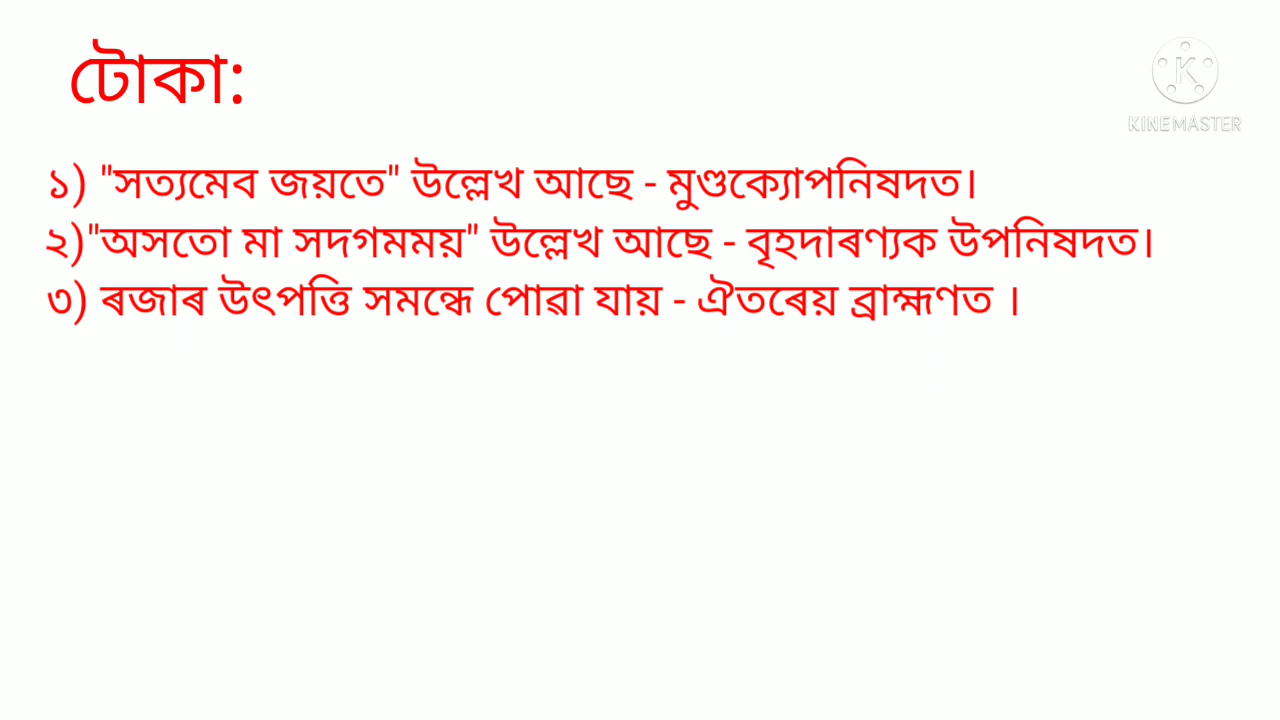 টোকা:
KINEMASTER
১) "সত্যমেব জয়তে" উল্লেখ আছে - মুণ্ডক্যোপনিষদত।
২)"অসতো মা সদগমময়" উল্লেখ আছে - বৃহদাৰণ্যক উপনিষদত।
৩) ৰজাৰ উৎপত্তি সমন্ধে পোৱা যায় - ঐতৰেয় ব্ৰাহ্মণত ।